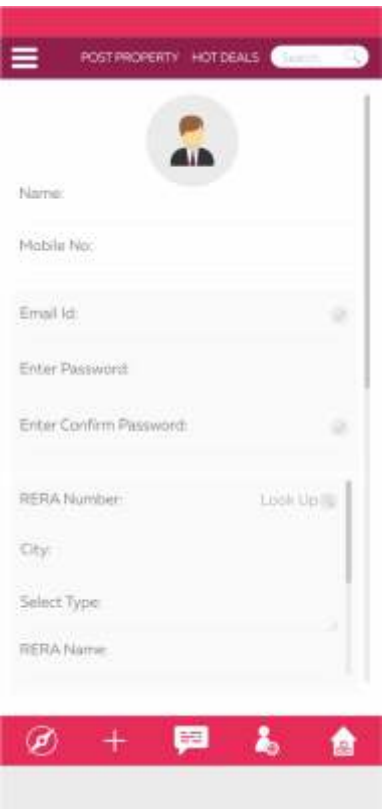 POST PROPERTY HOT DEALS Search
Name:
Mobile No:
Email Id:
Enter Password:
Enter Confirm Password:
RERA Number: Look Up
City:
Select Type:
RERA Name: